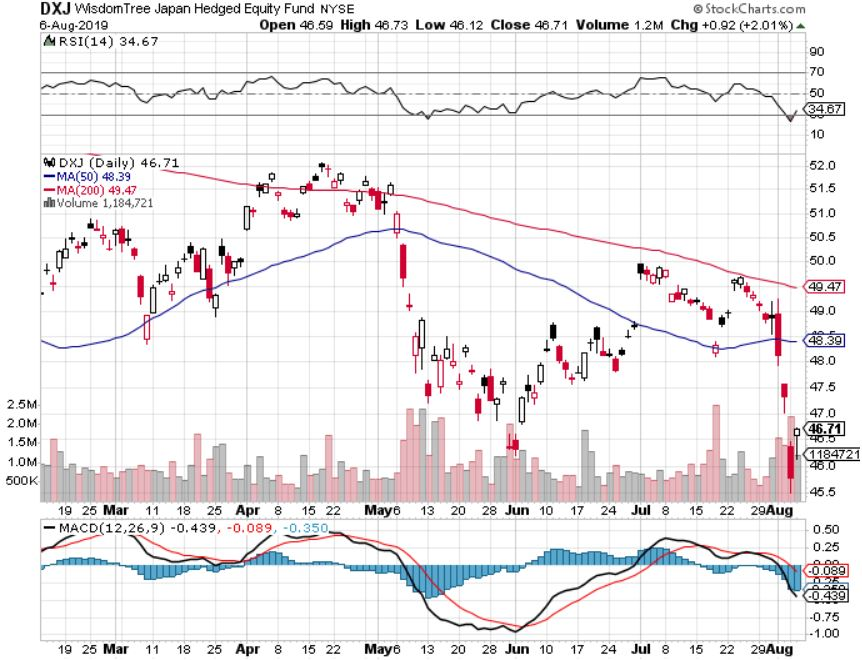 DXJ WisdomTree Japan Hedged Equity Fund NYSE © StockCharts.com
6-Aug-2019 Open 46.59 High 46.73 Low 46.12 Close 46.71 Volume 1.2M Chg +0.92 (+2.01%)
RSI(14) 34.67
90
70
50
34.67
10
DXJ (Daily) 46.71
MA(50) 48.39
MA(200) 49.47
Volume 1,184,721
52.0
51.5
51.0
50.5
50.0
49.47
49.0
48.39
48.0
47.5
47.0
46.71
46.5
1184721
46.0
45.5
2.5M
2.0M
1.5M
1.0M
500K
19 25 Mar 11 18 25 Apr 8 15 22 May 6 13 20 28 Jun 10 17 24 Jul 8 15 22 29 Aug
MACD(12,26,9) -0.439, -0.089, -0.350
0.50
0.25
0.00
-0.089
-0.439
-0.75
-1.00
19 25 Mar 11 18 25 Apr 8 15 22 May 6 13 20 28 Jun 10 17 24 Jul 8 15 22 29 Aug